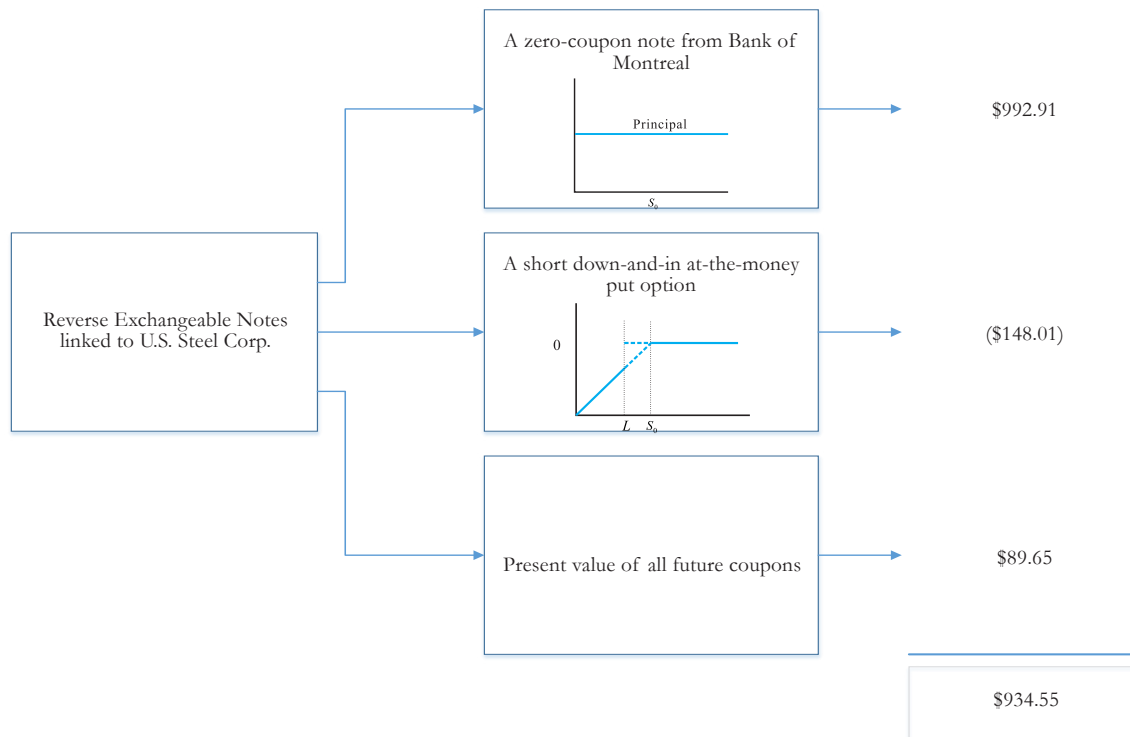 A zero-coupon note from Bank of
Montreal
Principal
S₀
$992.91
Reverse Exchangeable Notes
linked to U.S. Steel Corp.
A short down-and-in at-the-money
put option
0
L S₀
($148.01)
Present value of all future coupons
$89.65
$934.55